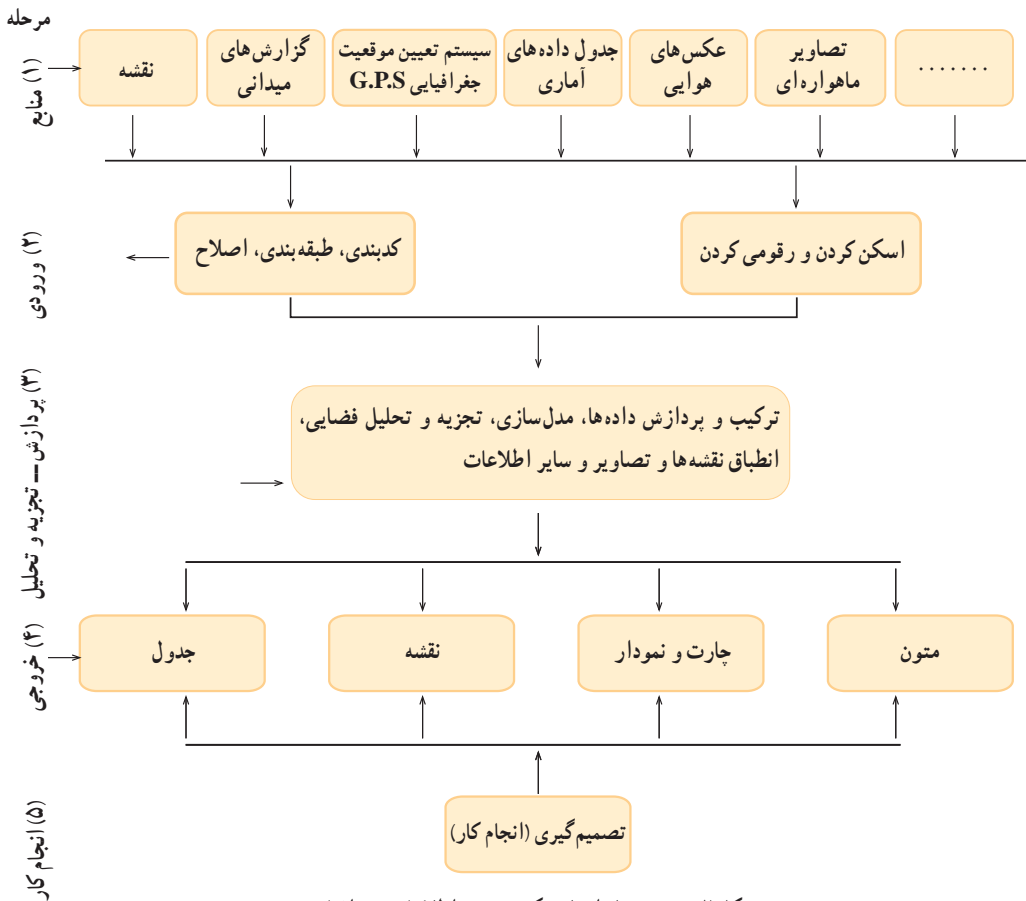 مرحله
(۱) منابع
نقشه
گزارش‌های
میدانی
سیستم تعیین موقعیت
جغرافیایی G.P.S
جدول داده‌های
آماری
عکس‌های
هوایی
تصاویر
ماهواره‌ای
.......
(۲) ورودی
کدبندی، طبقه‌بندی، اصلاح
اسکن کردن و رقومی کردن
(۳) پردازش — تجزیه و تحلیل
ترکیب و پردازش داده‌ها، مدل‌سازی، تجزیه و تحلیل فضایی،
انطباق نقشه‌ها و تصاویر و سایر اطلاعات
(۴) خروجی
جدول
نقشه
چارت و نمودار
متون
(۵) انجام کار
تصمیم‌گیری (انجام کار)